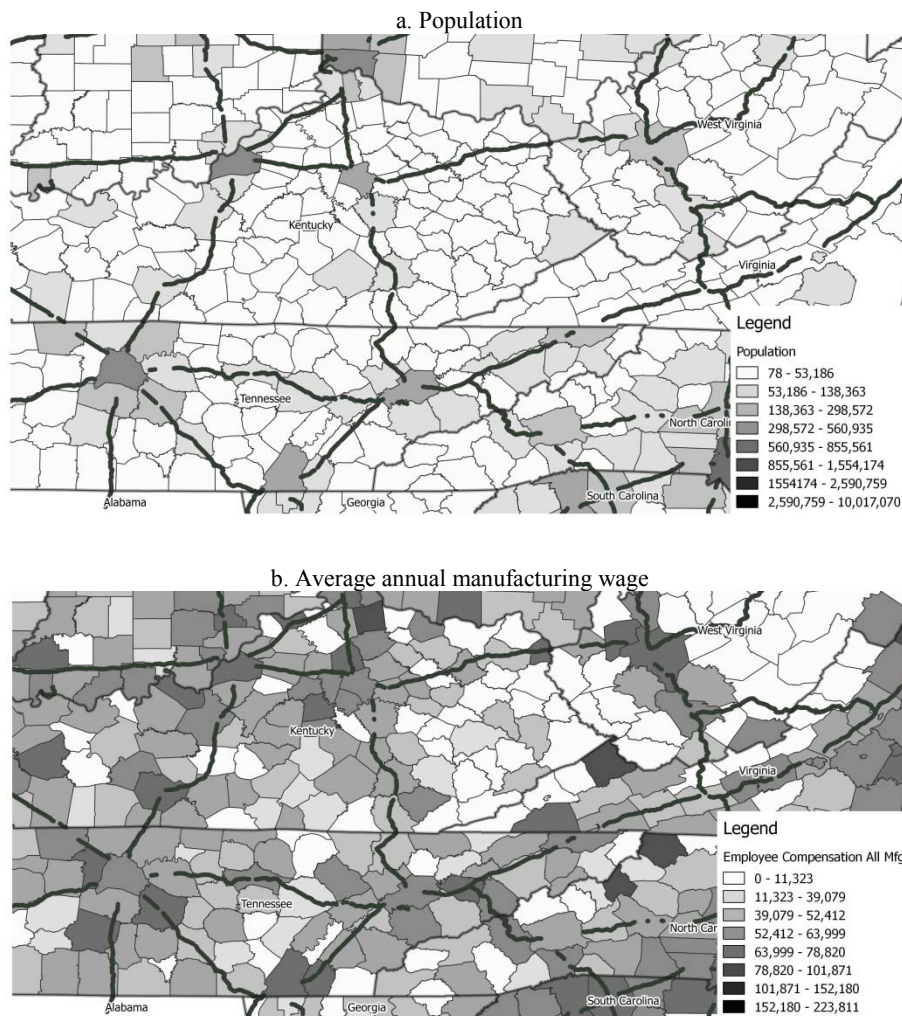 a. Population
West Virginia
Kentucky
Virginia
Tennessee
North Carolin
Alabama
Georgia
South Carolina
Legend
Population
78 - 53,186
53,186 - 138,363
138,363 - 298,572
298,572 - 560,935
560,935 - 855,561
855,561 - 1,554,174
1554174 - 2,590,759
2,590,759 - 10,017,070
b. Average annual manufacturing wage
West Virginia
Kentucky
Virginia
Tennessee
North Car
Alabama
Georgia
South Carolina
Legend
Employee Compensation All Mfg
0 - 11,323
11,323 - 39,079
39,079 - 52,412
52,412 - 63,999
63,999 - 78,820
78,820 - 101,871
101,871 - 152,180
152,180 - 223,811